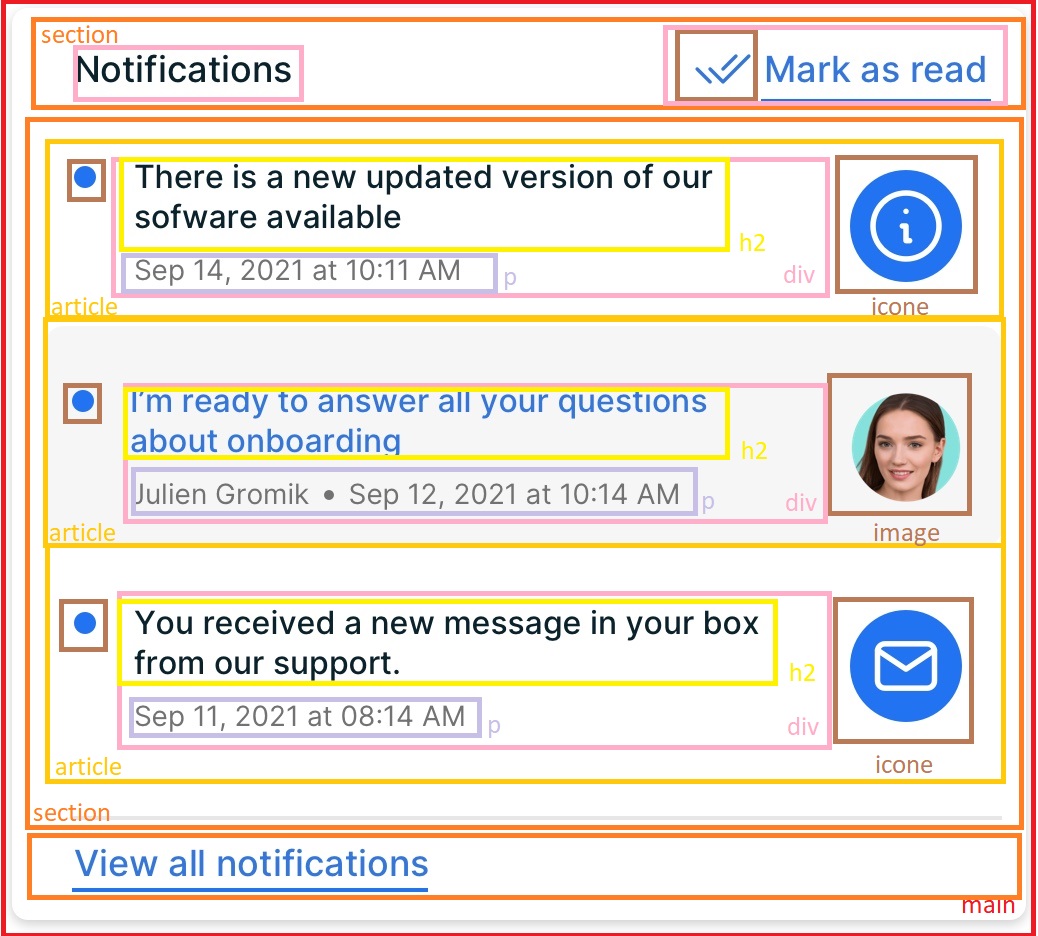 section
Notifications
Mark as read
There is a new updated version of our
sofware available
h2
Sep 14, 2021 at 10:11 AM
p
div
article
icone
I'm ready to answer all your questions
about onboarding
h2
Julien Gromik • Sep 12, 2021 at 10:14 AM
p
div
article
image
You received a new message in your box
from our support.
h2
Sep 11, 2021 at 08:14 AM
p
div
article
icone
section
View all notifications
main